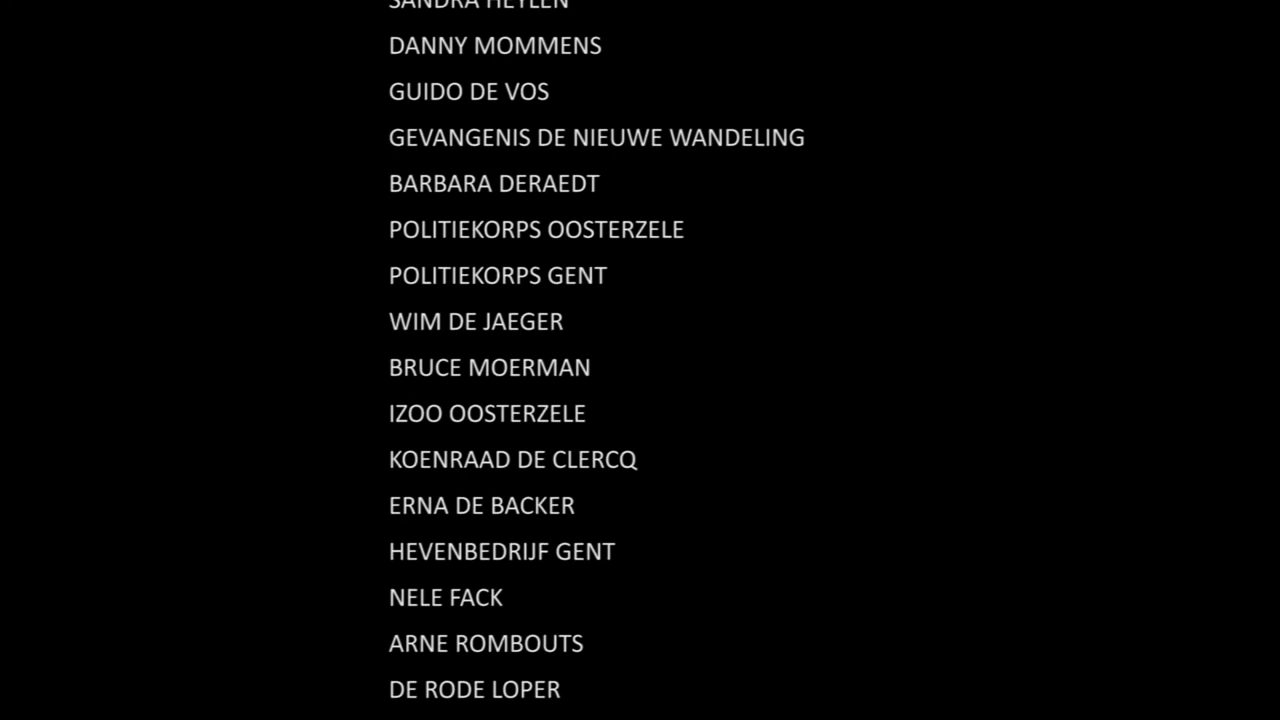 SANDRA HEYLEN
DANNY MOMMENS
GUIDO DE VOS
GEVANGENIS DE NIEUWE WANDELING
BARBARA DERAEDT
POLITIEKORPS OOSTERZELE
POLITIEKORPS GENT
WIM DE JAEGER
BRUCE MOERMAN
IZOO OOSTERZELE
KOENRAAD DE CLERCQ
ERNA DE BACKER
HEVENBEDRIJF GENT
NELE FACK
ARNE ROMBOUTS
DE RODE LOPER